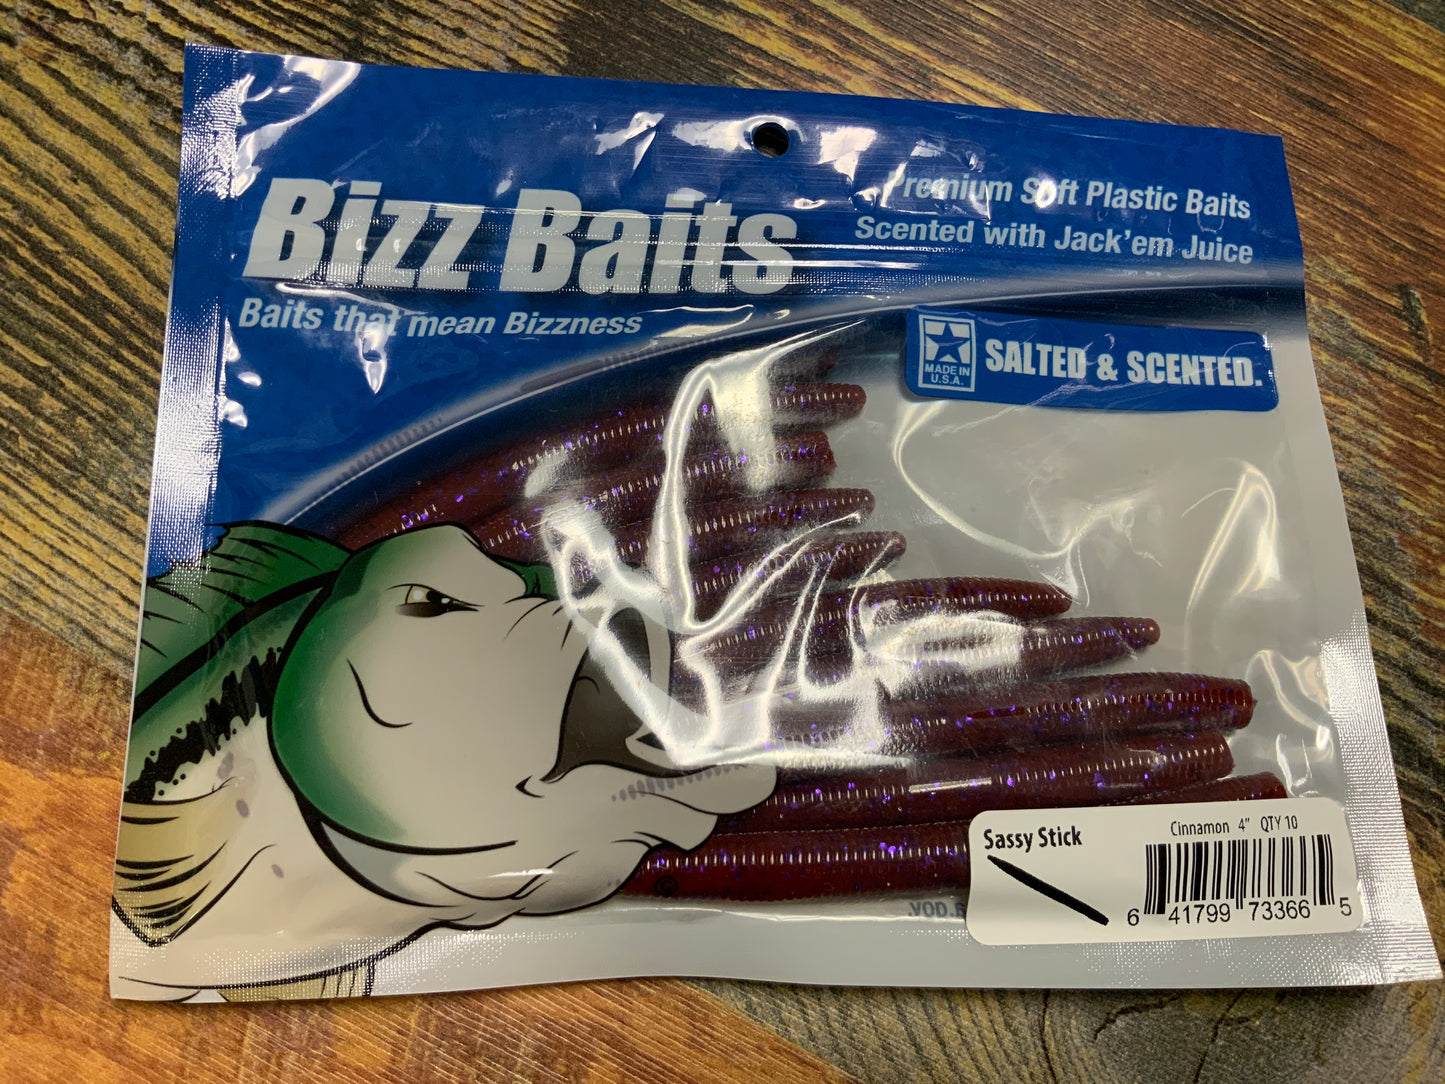 Bizz Baits
Baits that mean Bizzness
Premium Soft Plastic Baits
Scented with Jack'em Juice
MADE IN
U.S.A.
SALTED & SCENTED.
Sassy Stick
Cinnamon 4" QTY 10
6 41799 73366 5